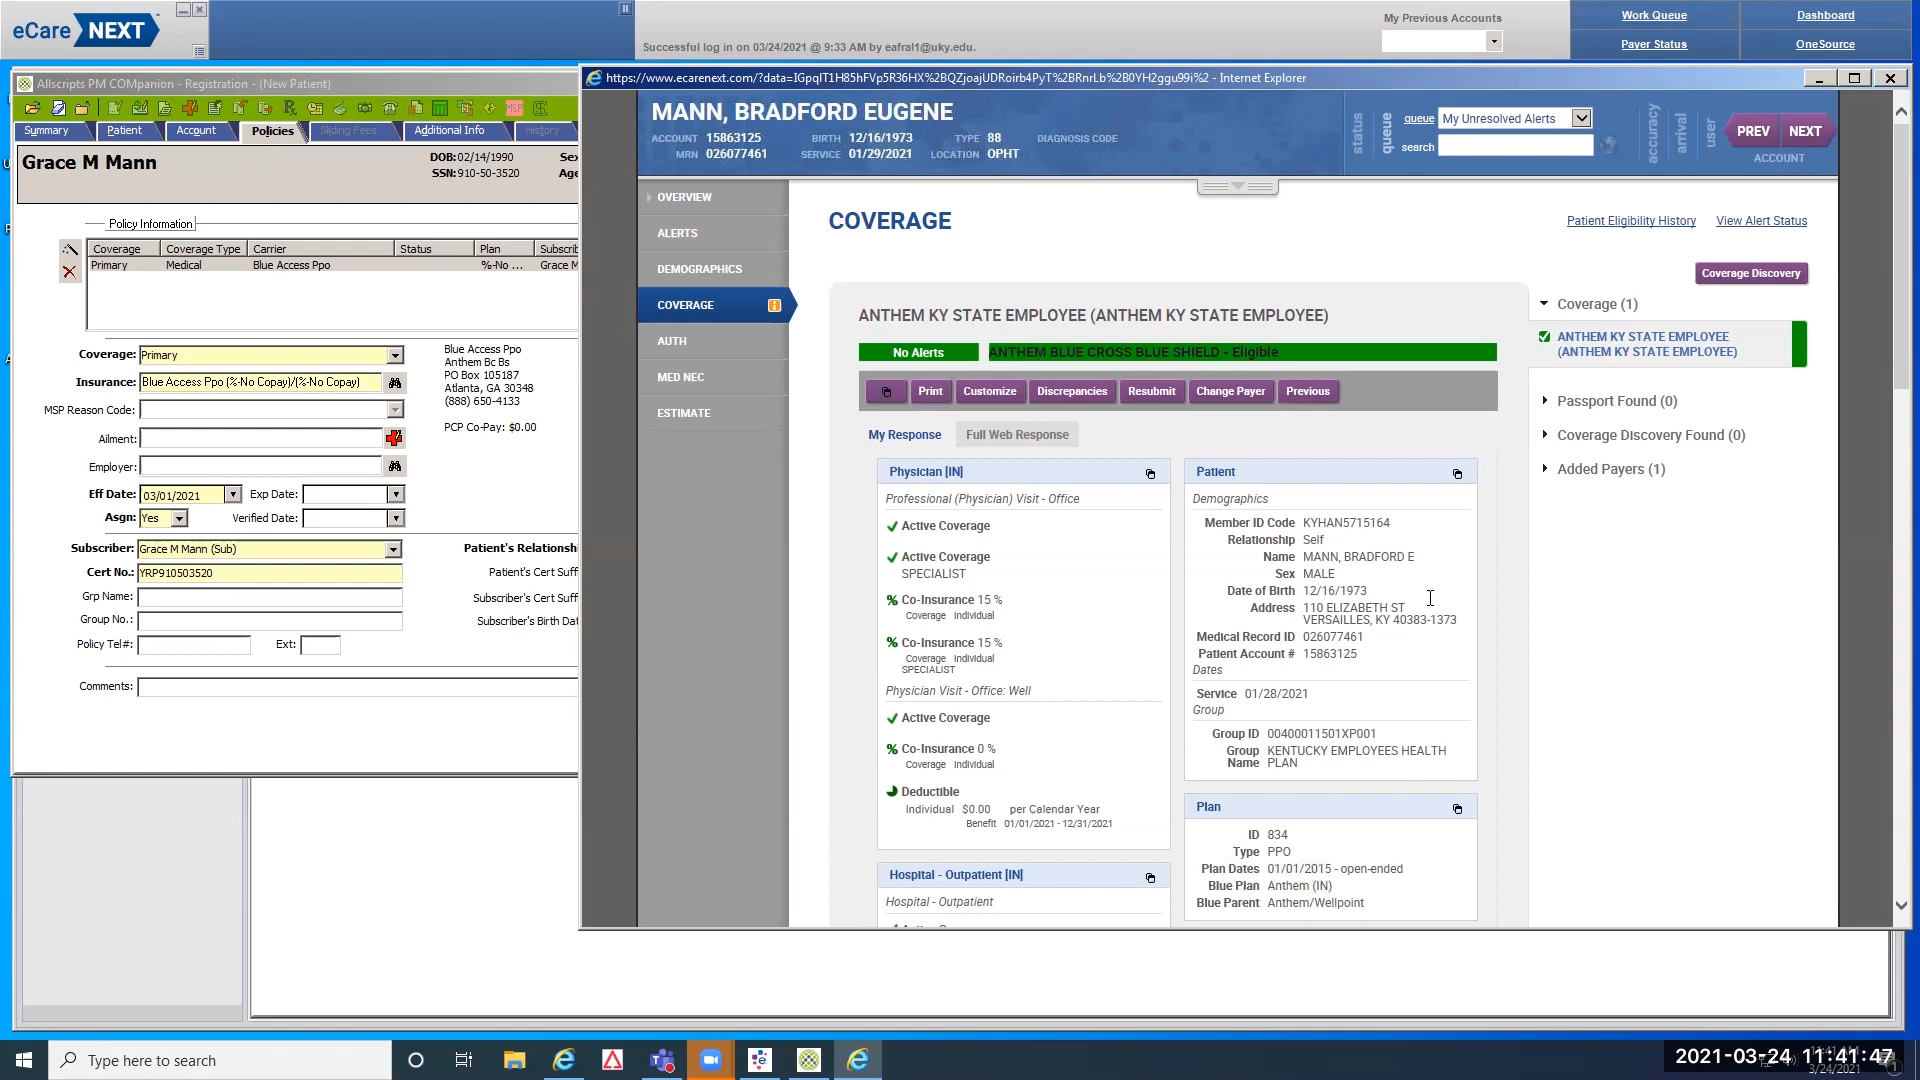 eCare NEXT
Successful log in on 03/24/2021 @ 9:33 AM by eafral1@uky.edu.
My Previous Accounts
Work Queue
Dashboard
Payer Status
OneSource
Allscripts PM COMpanion - Registration - (New Patient)
Summary
Patient
Account
Policies
Sliding Fees
Additional Info
History
Grace M Mann
DOB: 02/14/1990
Sex
SSN: 910-50-3520
Age
Policy Information
Coverage
Coverage Type
Carrier
Status
Plan
Subscrib
Primary
Medical
Blue Access Ppo
%-No ...
Grace M
Coverage: Primary
Insurance: Blue Access Ppo (%-No Copay)/(%-No Copay)
MSP Reason Code:
Ailment:
Employer:
Eff Date: 03/01/2021
Exp Date:
Asgn: Yes
Verified Date:
Blue Access Ppo
Anthem Bc Bs
PO Box 105187
Atlanta, GA 30348
(888) 650-4133
PCP Co-Pay: $0.00
Subscriber: Grace M Mann (Sub)
Patient's Relationshi
Cert No.: YRP910503520
Patient's Cert Suff
Grp Name:
Subscriber's Cert Suff
Group No.:
Subscriber's Birth Dat
Policy Tel#:
Ext:
Comments:
https://www.ecarenext.com/?data=IGpqlT1H85hFVp5R36HX%2BQZjoajUDRoirb4PyT%2BRnrLb%2B0YH2ggu99i%2 - Internet Explorer
MANN, BRADFORD EUGENE
ACCOUNT 15863125
BIRTH 12/16/1973
TYPE 88
DIAGNOSIS CODE
MRN 026077461
SERVICE 01/29/2021
LOCATION OPHT
status
queue
queue My Unresolved Alerts
search
accuracy
arrival
user
PREV
NEXT
ACCOUNT
OVERVIEW
ALERTS
DEMOGRAPHICS
COVERAGE
AUTH
MED NEC
ESTIMATE
COVERAGE
Patient Eligibility History
View Alert Status
Coverage Discovery
ANTHEM KY STATE EMPLOYEE (ANTHEM KY STATE EMPLOYEE)
No Alerts
ANTHEM BLUE CROSS BLUE SHIELD - Eligible
Print
Customize
Discrepancies
Resubmit
Change Payer
Previous
My Response
Full Web Response
Physician [IN]
Professional (Physician) Visit - Office
Active Coverage
Active Coverage
SPECIALIST
% Co-Insurance 15 %
Coverage Individual
% Co-Insurance 15 %
Coverage Individual
SPECIALIST
Physician Visit - Office: Well
Active Coverage
% Co-Insurance 0 %
Coverage Individual
Deductible
Individual $0.00 per Calendar Year
Benefit 01/01/2021 - 12/31/2021
Hospital - Outpatient [IN]
Hospital - Outpatient
Patient
Demographics
Member ID Code KYHAN5715164
Relationship Self
Name MANN, BRADFORD E
Sex MALE
Date of Birth 12/16/1973
Address 110 ELIZABETH ST
VERSAILLES, KY 40383-1373
Medical Record ID 026077461
Patient Account # 15863125
Dates
Service 01/28/2021
Group
Group ID 00400011501XP001
Group Name KENTUCKY EMPLOYEES HEALTH PLAN
Plan
ID 834
Type PPO
Plan Dates 01/01/2015 - open-ended
Blue Plan Anthem (IN)
Blue Parent Anthem/Wellpoint
Coverage (1)
ANTHEM KY STATE EMPLOYEE
(ANTHEM KY STATE EMPLOYEE)
Passport Found (0)
Coverage Discovery Found (0)
Added Payers (1)
Type here to search
2021-03-24 11:41:47
3/24/2021